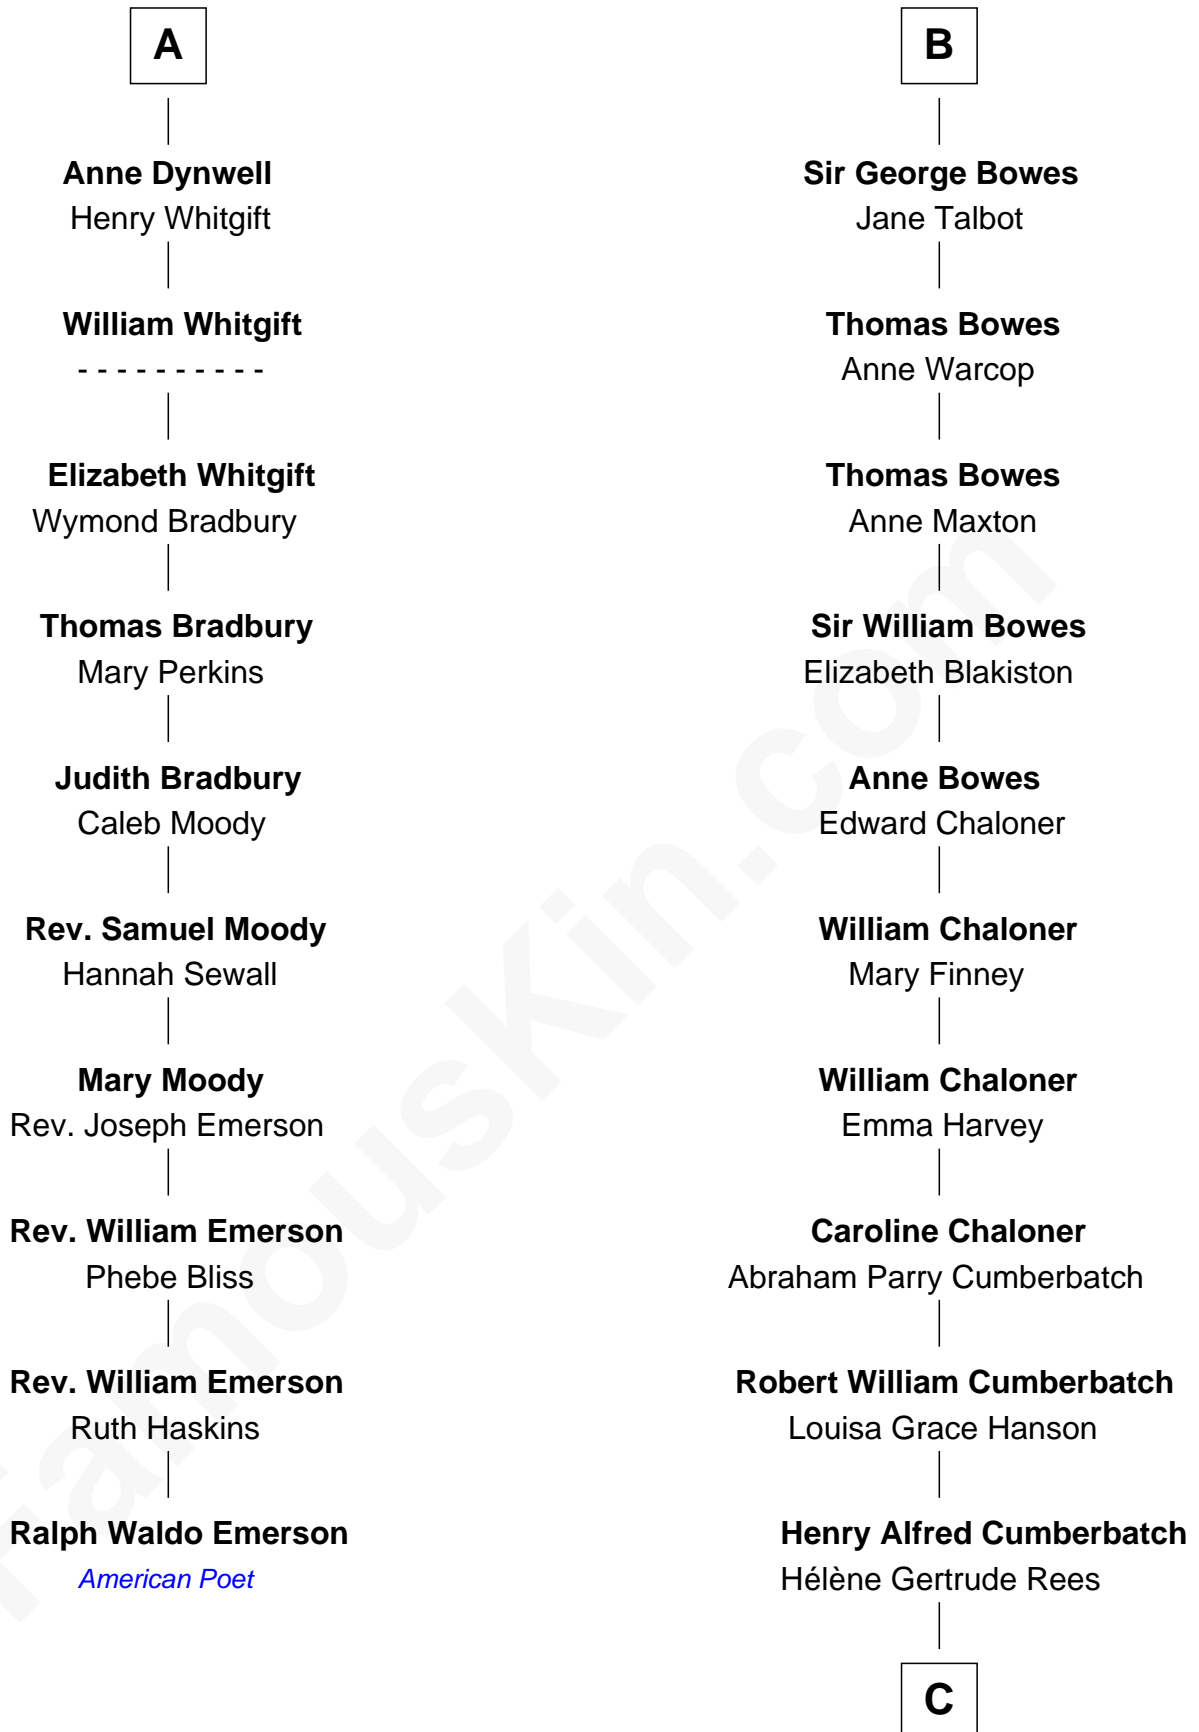 A
Anne Dynwell
Henry Whitgift
William Whitgift
- - - - - - - - - -
Elizabeth Whitgift
Wymond Bradbury
Thomas Bradbury
Mary Perkins
Judith Bradbury
Caleb Moody
Rev. Samuel Moody
Hannah Sewall
Mary Moody
Rev. Joseph Emerson
Rev. William Emerson
Phebe Bliss
Rev. William Emerson
Ruth Haskins
Ralph Waldo Emerson
American Poet
B
Sir George Bowes
Jane Talbot
Thomas Bowes
Anne Warcop
Thomas Bowes
Anne Maxton
Sir William Bowes
Elizabeth Blakiston
Anne Bowes
Edward Chaloner
William Chaloner
Mary Finney
William Chaloner
Emma Harvey
Caroline Chaloner
Abraham Parry Cumberbatch
Robert William Cumberbatch
Louisa Grace Hanson
Henry Alfred Cumberbatch
Hélène Gertrude Rees
C
FamousKin.com